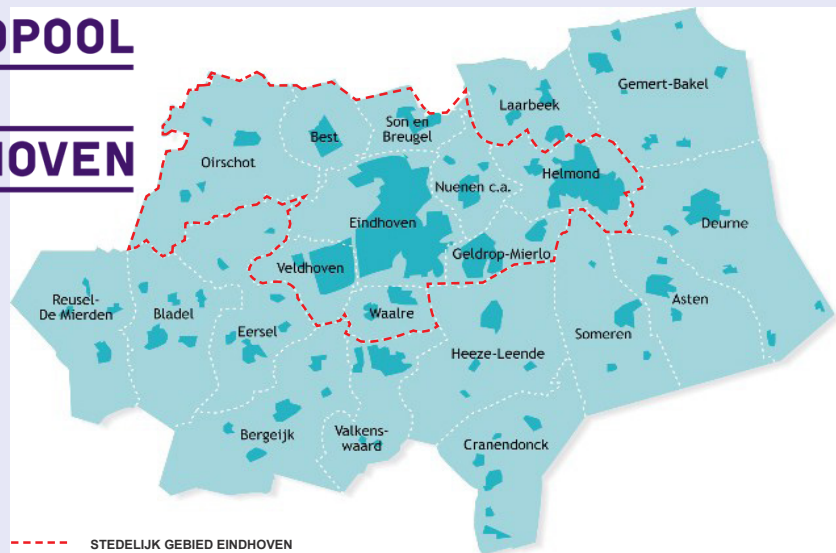 OPOOL
HOVEN
Gemert-Bakel
Laarbeek
Son en
Breugel
Best
Oirschot
Helmond
Nuenen c.a.
Eindhoven
Deurne
Geldrop-Mierlo
Veldhoven
Reusel-
De Mierden
Bladel
Waalre
Asten
Eersel
Someren
Heeze-Leende
Bergeijk
Valkens-
waard
Cranendonck
STEDELIJK GEBIED EINDHOVEN